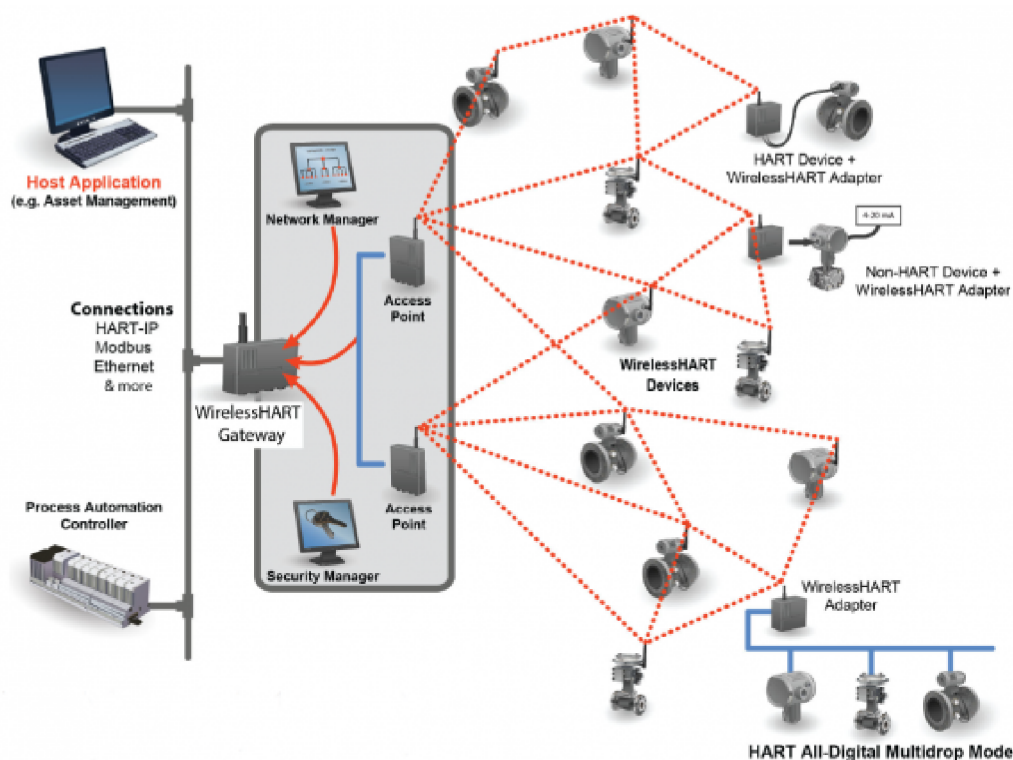 Host Application
(e.g. Asset Management)
Network Manager
Access
Point
HART Device +
WirelessHART Adapter
4-20 mA
Non-HART Device +
WirelessHART Adapter
Connections
HART-IP
Modbus
Ethernet
& more
WirelessHART
Gateway
WirelessHART
Devices
Process Automation
Controller
Access
Point
Security Manager
WirelessHART
Adapter
HART All-Digital Multidrop Mode